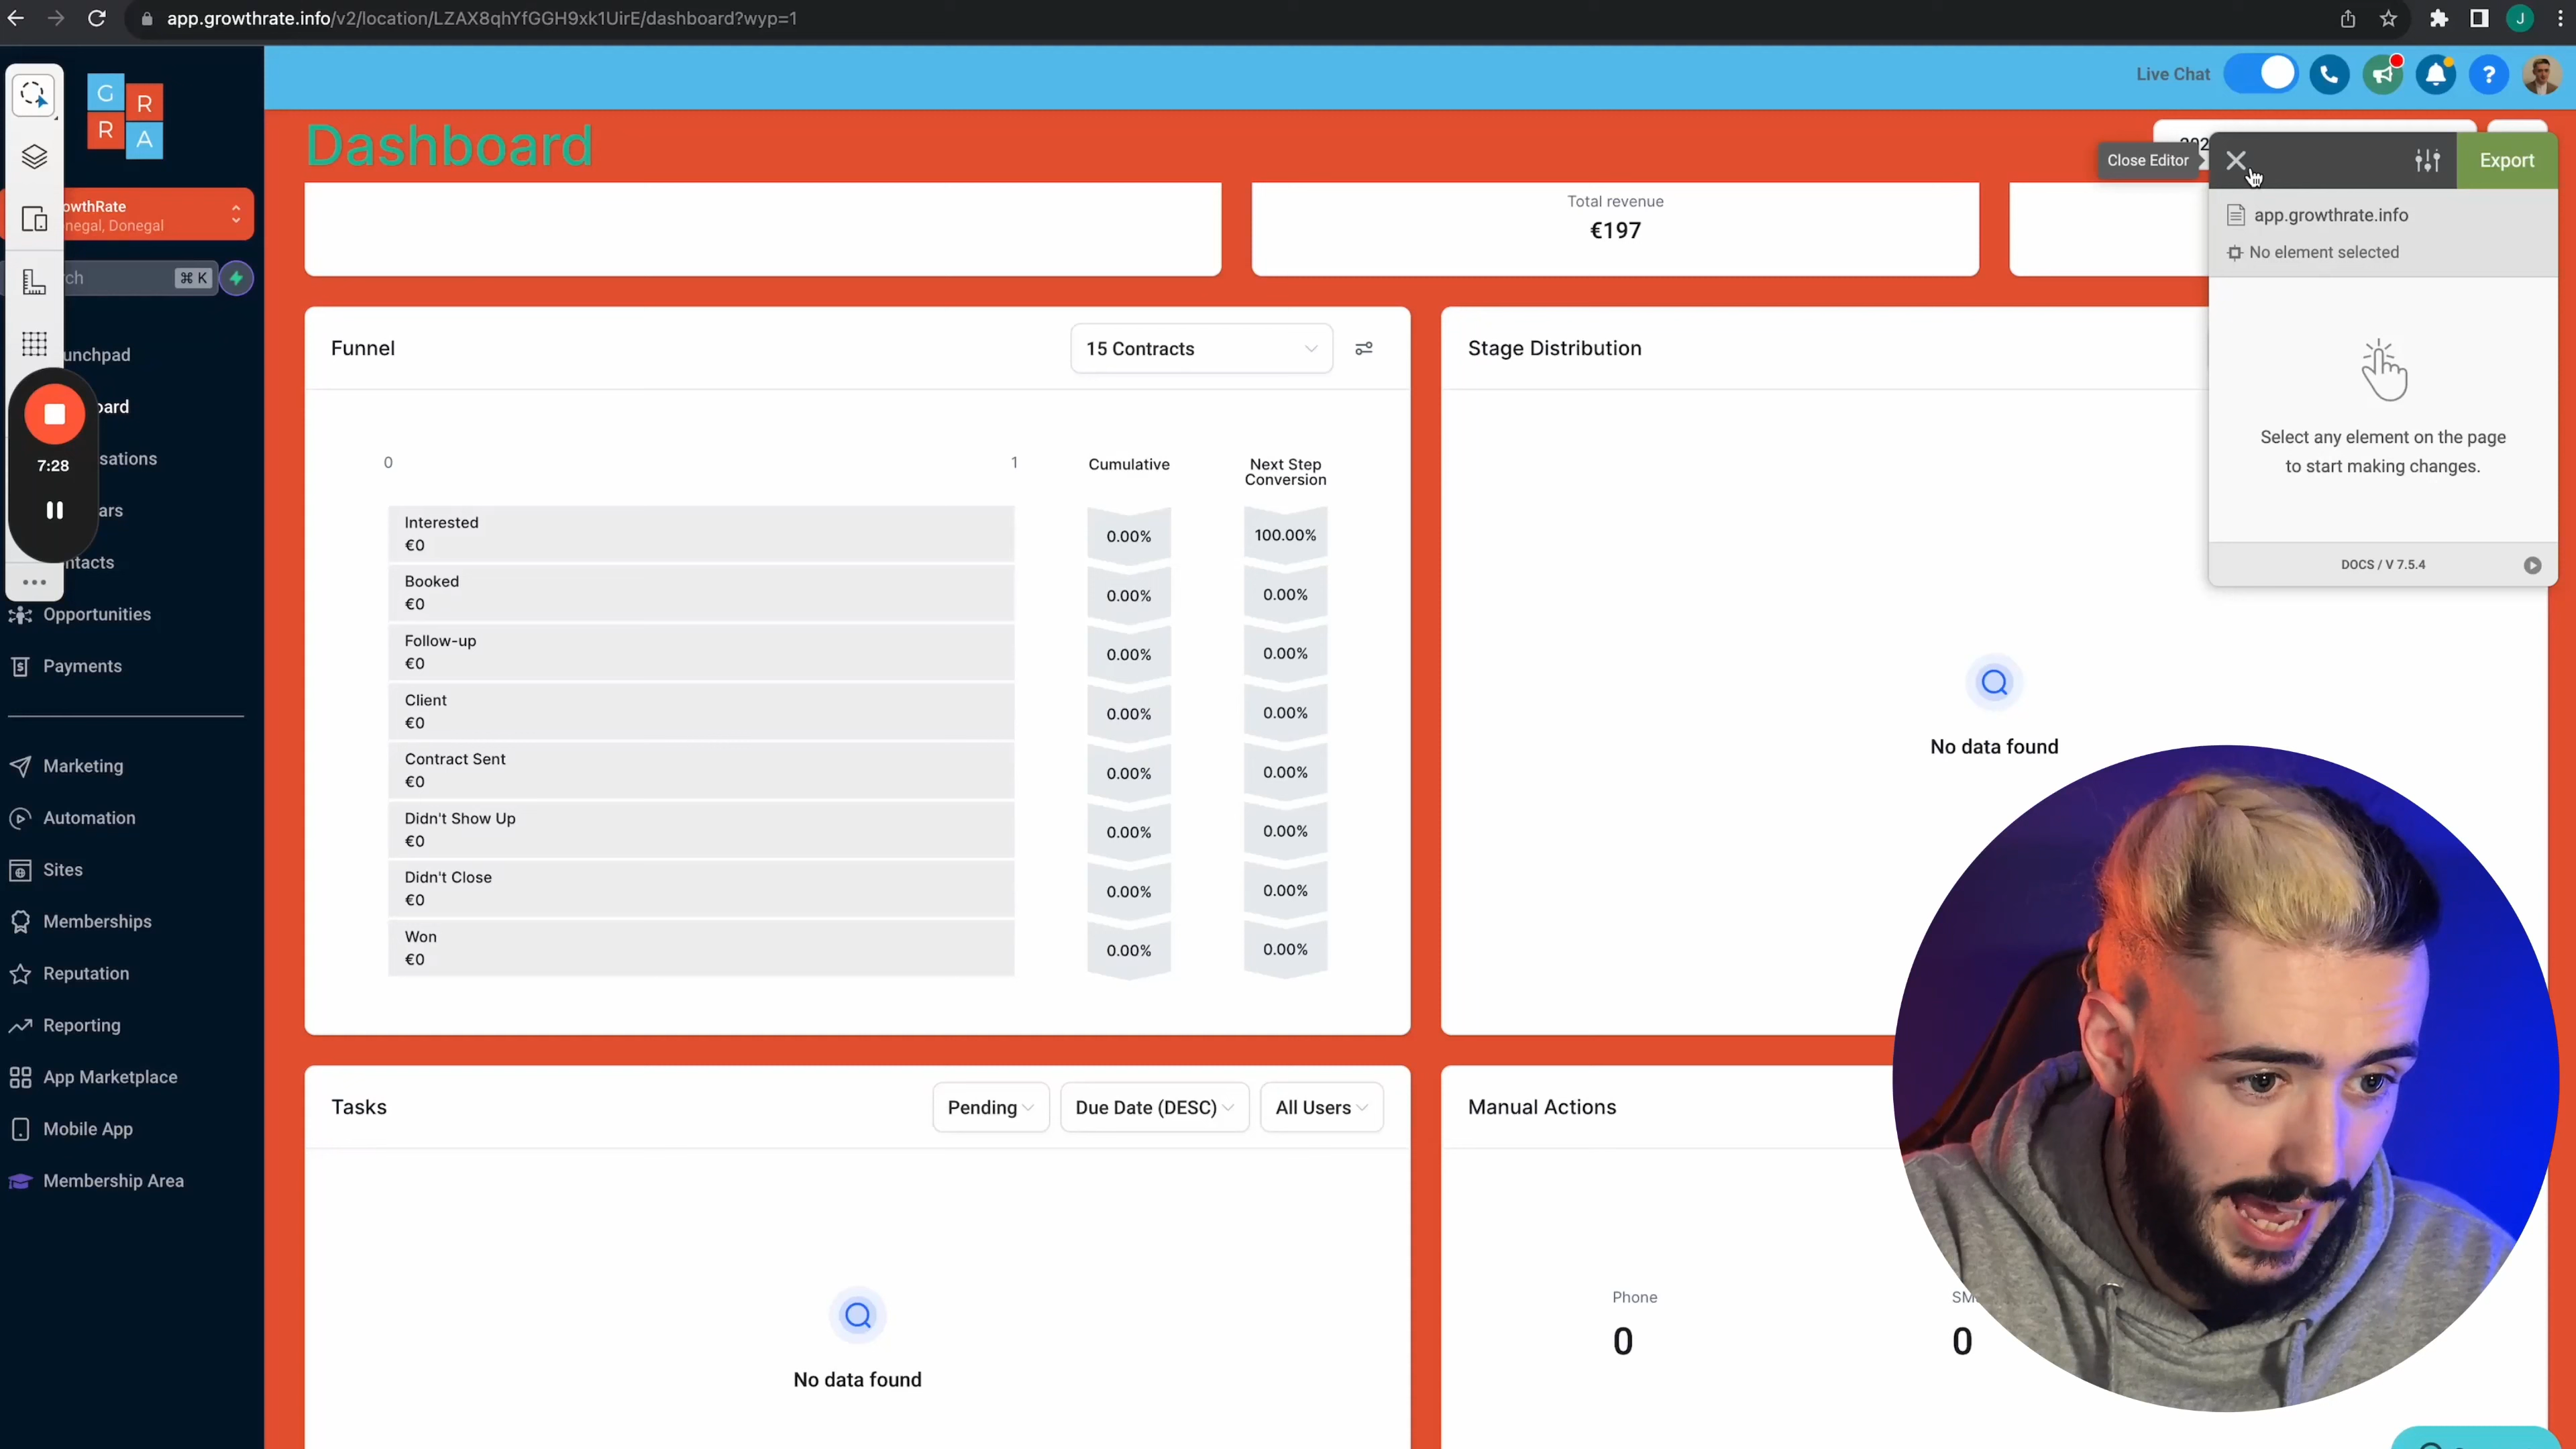 app.growthrate.info/v2/location/LZAX8qhYfGGH9xk1UirE/dashboard?wyp=1
J
Live Chat
?
G
R
R
A
Dashboard
202
Close Editor
Export
owthRate
negal, Donegal
rch
⌘ K
app.growthrate.info
No element selected
Select any element on the page
to start making changes.
DOCS / V 7.5.4
Total revenue
€197
unchpad
oard
sations
ars
ntacts
Opportunities
Payments
Marketing
Automation
Sites
Memberships
Reputation
Reporting
App Marketplace
Mobile App
Membership Area
7:28
Funnel
15 Contracts
0
1
Cumulative
Next Step
Conversion
Interested
€0
0.00%
100.00%
Booked
€0
0.00%
0.00%
Follow-up
€0
0.00%
0.00%
Client
€0
0.00%
0.00%
Contract Sent
€0
0.00%
0.00%
Didn't Show Up
€0
0.00%
0.00%
Didn't Close
€0
0.00%
0.00%
Won
€0
0.00%
0.00%
Stage Distribution
No data found
Tasks
Pending
Due Date (DESC)
All Users
No data found
Manual Actions
Phone
0
SM
0